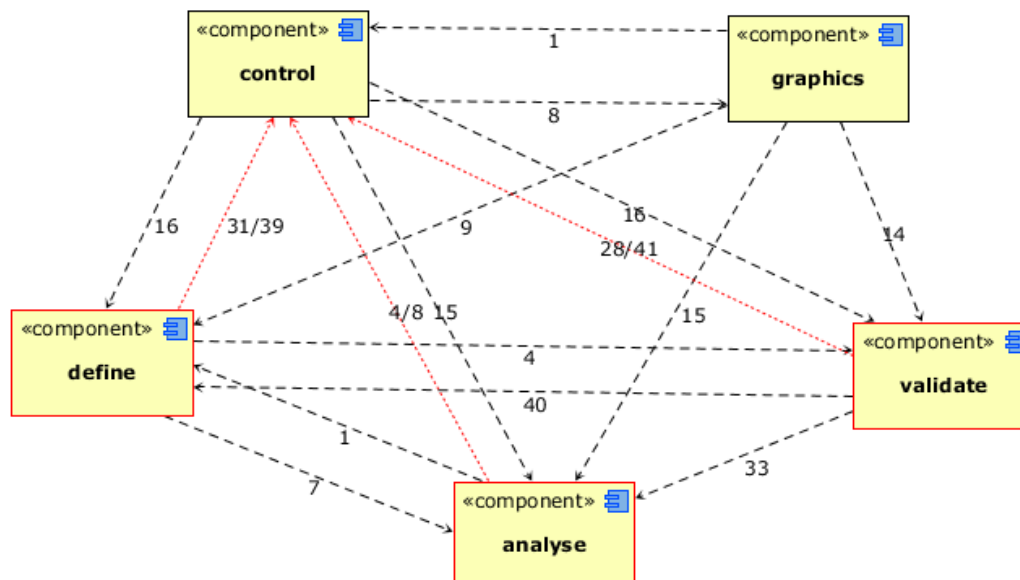 «component»
control
«component»
graphics
1
8
16
31/39
9
16
28/41
14
4/8
15
15
«component»
define
«component»
validate
4
40
1
7
33
«component»
analyse